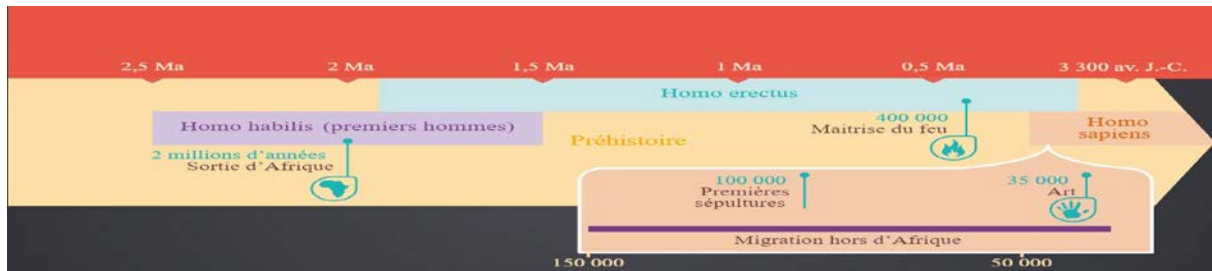 2,5 Ma 2 Ma 1,5 Ma 1 Ma 0,5 Ma 3 300 av. J.-C.
Homo erectus
Homo habilis (premiers hommes)
2 millions d'années
Sortie d'Afrique
Préhistoire
400 000
Maitrise du feu
Homo
sapiens
100 000
Premières
sépultures
35 000
Art
Migration hors d'Afrique
150 000 50 000